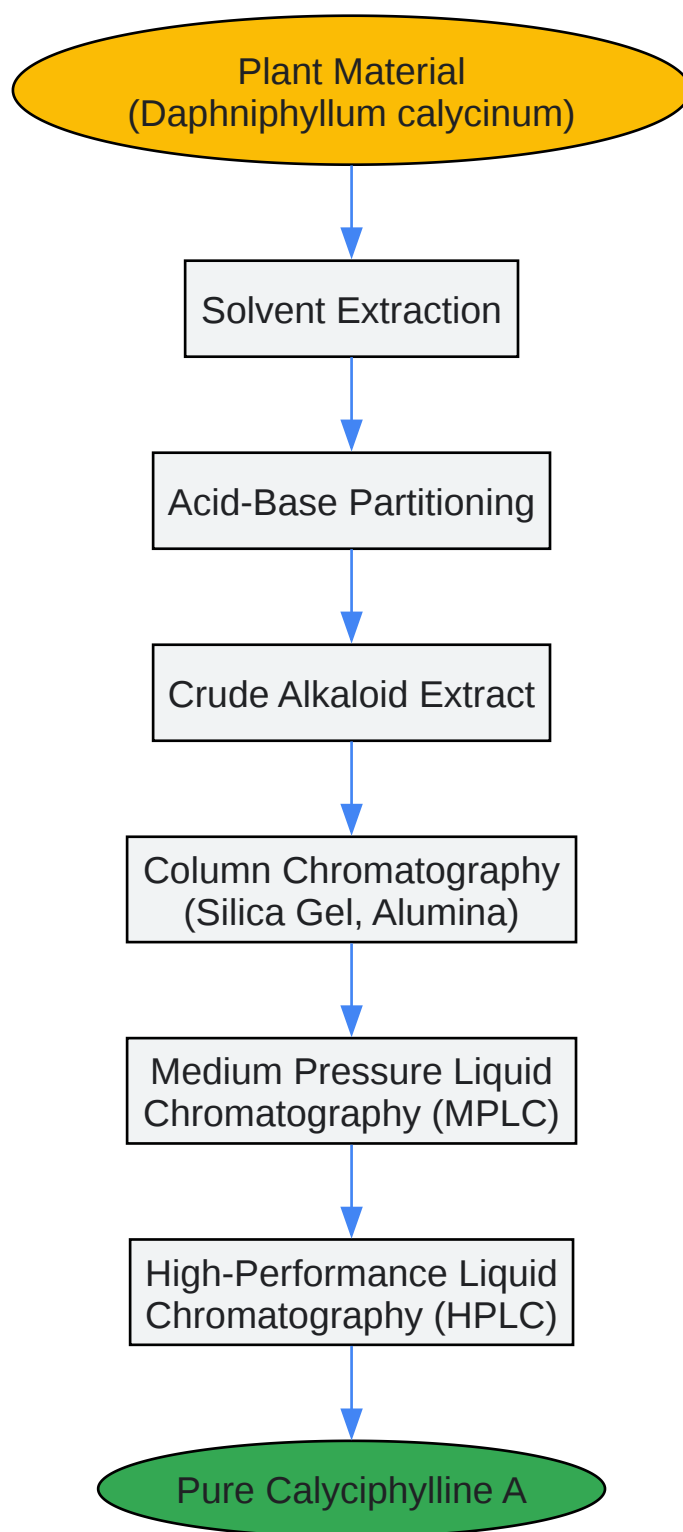 Plant Material
(Daphniphyllum calycinum)
Solvent Extraction
Acid-Base Partitioning
Crude Alkaloid Extract
Column Chromatography
(Silica Gel, Alumina)
Medium Pressure Liquid
Chromatography (MPLC)
High-Performance Liquid
Chromatography (HPLC)
Pure Calyciphylline A